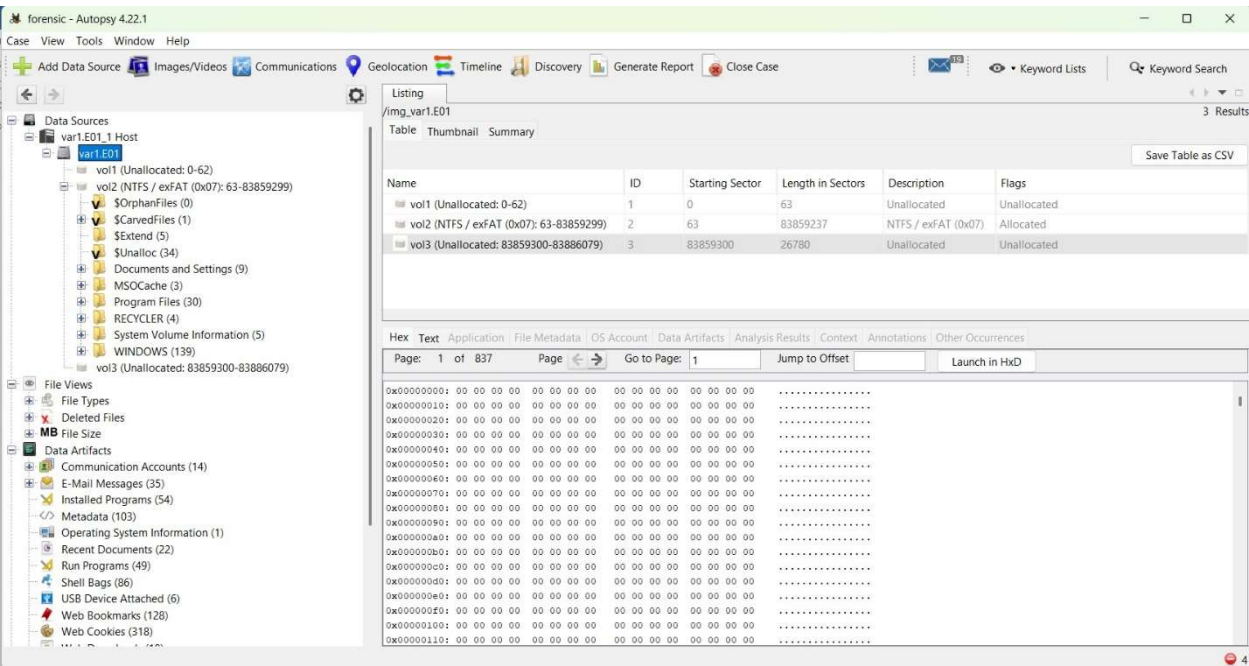 forensic - Autopsy 4.22.1
Case View Tools Window Help
Add Data Source Images/Videos Communications Geolocation Timeline Discovery Generate Report Close Case 19 Keyword Lists Keyword Search
Data Sources
var1.E01_1 Host
var1.E01
vol1 (Unallocated: 0-62)
vol2 (NTFS / exFAT (0x07): 63-83859299)
$OrphanFiles (0)
$CarvedFiles (1)
$Extend (5)
$Unalloc (34)
Documents and Settings (9)
MSOCache (3)
Program Files (30)
RECYCLER (4)
System Volume Information (5)
WINDOWS (139)
vol3 (Unallocated: 83859300-83886079)
File Views
File Types
Deleted Files
MB File Size
Data Artifacts
Communication Accounts (14)
E-Mail Messages (35)
Installed Programs (54)
Metadata (103)
Operating System Information (1)
Recent Documents (22)
Run Programs (49)
Shell Bags (86)
USB Device Attached (6)
Web Bookmarks (128)
Web Cookies (318)
Listing
/img_var1.E01 3 Results
Table Thumbnail Summary
Save Table as CSV
Name ID Starting Sector Length in Sectors Description Flags
vol1 (Unallocated: 0-62) 1 0 63 Unallocated Unallocated
vol2 (NTFS / exFAT (0x07): 63-83859299) 2 63 83859237 NTFS / exFAT (0x07) Allocated
vol3 (Unallocated: 83859300-83886079) 3 83859300 26780 Unallocated Unallocated
Hex Text Application File Metadata OS Account Data Artifacts Analysis Results Context Annotations Other Occurrences
Page: 1 of 837 Page Go to Page: 1 Jump to Offset Launch in HxD
0x00000000: 00 00 00 00 00 00 00 00 00 00 00 00 00 00 00 00 ................
0x00000010: 00 00 00 00 00 00 00 00 00 00 00 00 00 00 00 00 ................
0x00000020: 00 00 00 00 00 00 00 00 00 00 00 00 00 00 00 00 ................
0x00000030: 00 00 00 00 00 00 00 00 00 00 00 00 00 00 00 00 ................
0x00000040: 00 00 00 00 00 00 00 00 00 00 00 00 00 00 00 00 ................
0x00000050: 00 00 00 00 00 00 00 00 00 00 00 00 00 00 00 00 ................
0x00000060: 00 00 00 00 00 00 00 00 00 00 00 00 00 00 00 00 ................
0x00000070: 00 00 00 00 00 00 00 00 00 00 00 00 00 00 00 00 ................
0x00000080: 00 00 00 00 00 00 00 00 00 00 00 00 00 00 00 00 ................
0x00000090: 00 00 00 00 00 00 00 00 00 00 00 00 00 00 00 00 ................
0x000000a0: 00 00 00 00 00 00 00 00 00 00 00 00 00 00 00 00 ................
0x000000b0: 00 00 00 00 00 00 00 00 00 00 00 00 00 00 00 00 ................
0x000000c0: 00 00 00 00 00 00 00 00 00 00 00 00 00 00 00 00 ................
0x000000d0: 00 00 00 00 00 00 00 00 00 00 00 00 00 00 00 00 ................
0x000000e0: 00 00 00 00 00 00 00 00 00 00 00 00 00 00 00 00 ................
0x000000f0: 00 00 00 00 00 00 00 00 00 00 00 00 00 00 00 00 ................
0x00000100: 00 00 00 00 00 00 00 00 00 00 00 00 00 00 00 00 ................
0x00000110: 00 00 00 00 00 00 00 00 00 00 00 00 00 00 00 00 ................
4